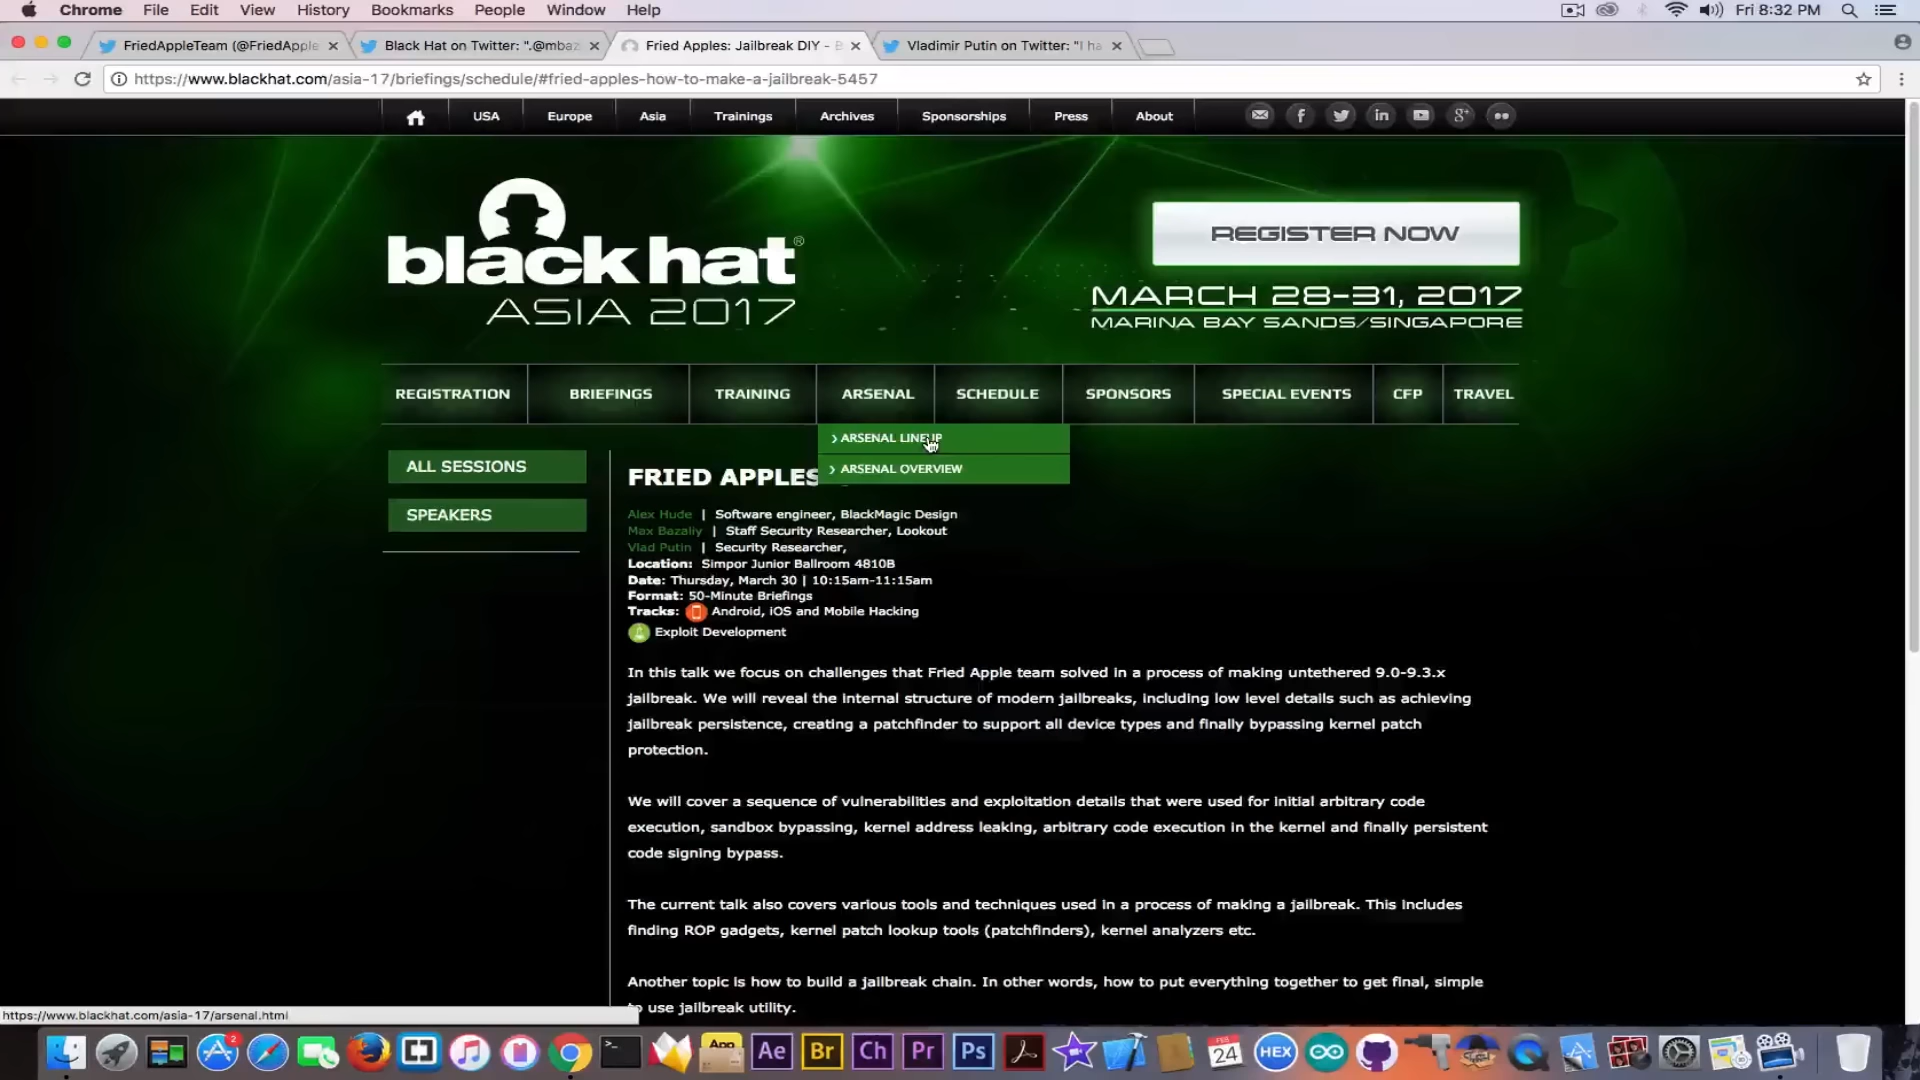 Chrome File Edit View History Bookmarks People Window Help Fri 8:32 PM
FriedAppleTeam (@FriedApple Black Hat on Twitter: ".@mbaz Fried Apples: Jailbreak DIY - Vladimir Putin on Twitter: "I ha
https://www.blackhat.com/asia-17/briefings/schedule/#fried-apples-how-to-make-a-jailbreak-5457
USA Europe Asia Trainings Archives Sponsorships Press About
black hat®
ASIA 2017
REGISTER NOW
MARCH 28-31, 2017
MARINA BAY SANDS/SINGAPORE
REGISTRATION BRIEFINGS TRAINING ARSENAL SCHEDULE SPONSORS SPECIAL EVENTS CFP TRAVEL
› ARSENAL LINEUP
› ARSENAL OVERVIEW
ALL SESSIONS
SPEAKERS
FRIED APPLES
Alex Hude | Software engineer, BlackMagic Design
Max Bazaliy | Staff Security Researcher, Lookout
Vlad Putin | Security Researcher,
Location: Simpor Junior Ballroom 4810B
Date: Thursday, March 30 | 10:15am-11:15am
Format: 50-Minute Briefings
Tracks: Android, iOS and Mobile Hacking
Exploit Development
In this talk we focus on challenges that Fried Apple team solved in a process of making untethered 9.0-9.3.x
jailbreak. We will reveal the internal structure of modern jailbreaks, including low level details such as achieving
jailbreak persistence, creating a patchfinder to support all device types and finally bypassing kernel patch
protection.
We will cover a sequence of vulnerabilities and exploitation details that were used for initial arbitrary code
execution, sandbox bypassing, kernel address leaking, arbitrary code execution in the kernel and finally persistent
code signing bypass.
The current talk also covers various tools and techniques used in a process of making a jailbreak. This includes
finding ROP gadgets, kernel patch lookup tools (patchfinders), kernel analyzers etc.
Another topic is how to build a jailbreak chain. In other words, how to put everything together to get final, simple
to use jailbreak utility.
https://www.blackhat.com/asia-17/arsenal.html
2 App Ae Br Ch Pr Ps FEB 24 HEX